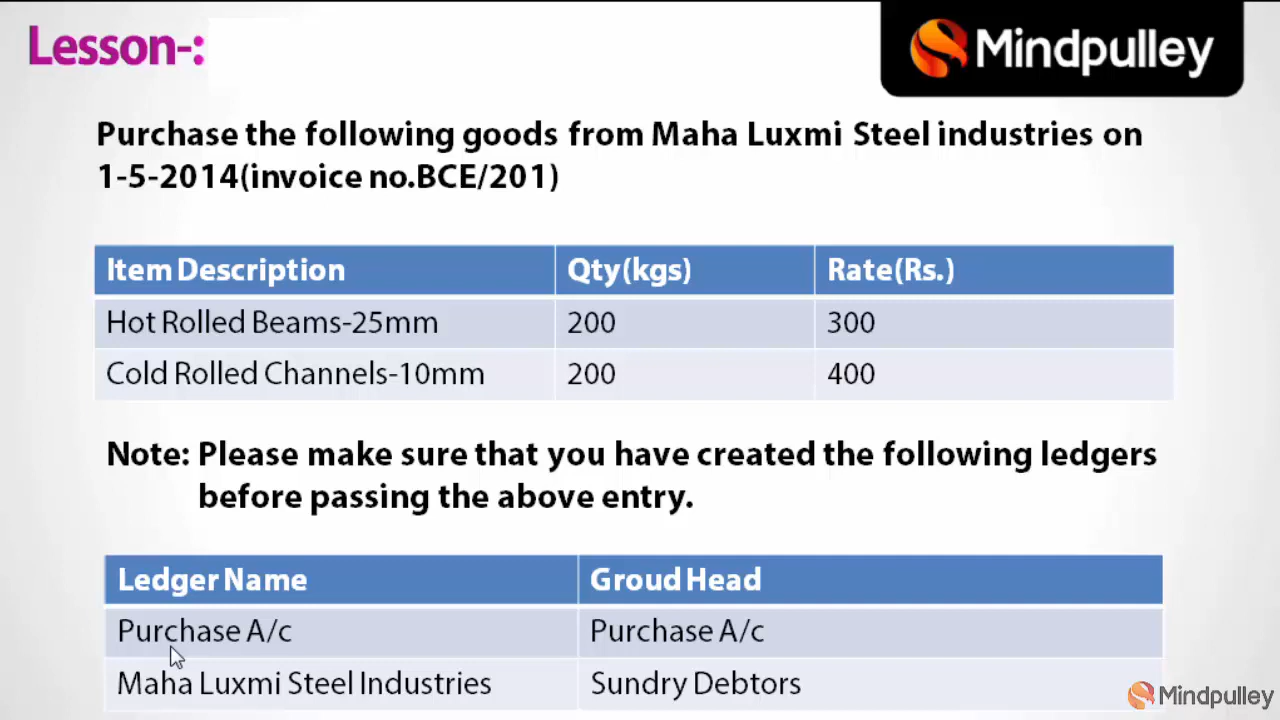 Lesson-:
Mindpulley
Purchase the following goods from Maha Luxmi Steel industries on
1-5-2014(invoice no.BCE/201)
Item Description Qty(kgs) Rate(Rs.)
Hot Rolled Beams-25mm 200 300
Cold Rolled Channels-10mm 200 400
Note: Please make sure that you have created the following ledgers
before passing the above entry.
Ledger Name Groud Head
Purchase A/c Purchase A/c
Maha Luxmi Steel Industries Sundry Debtors
Mindpulley